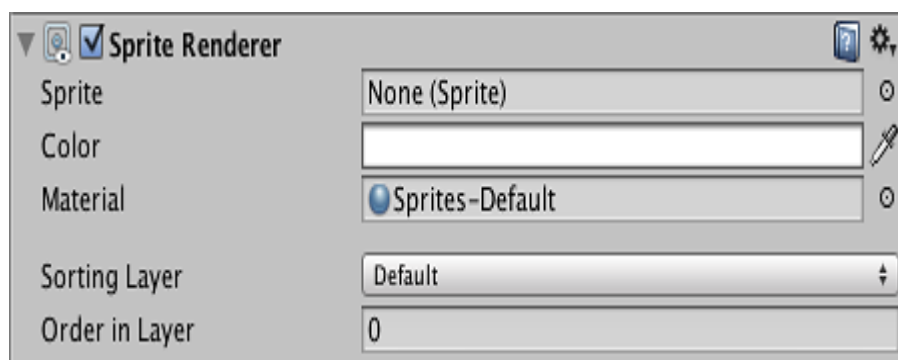 Sprite Renderer
Sprite None (Sprite)
Color
Material Sprites-Default
Sorting Layer Default
Order in Layer 0